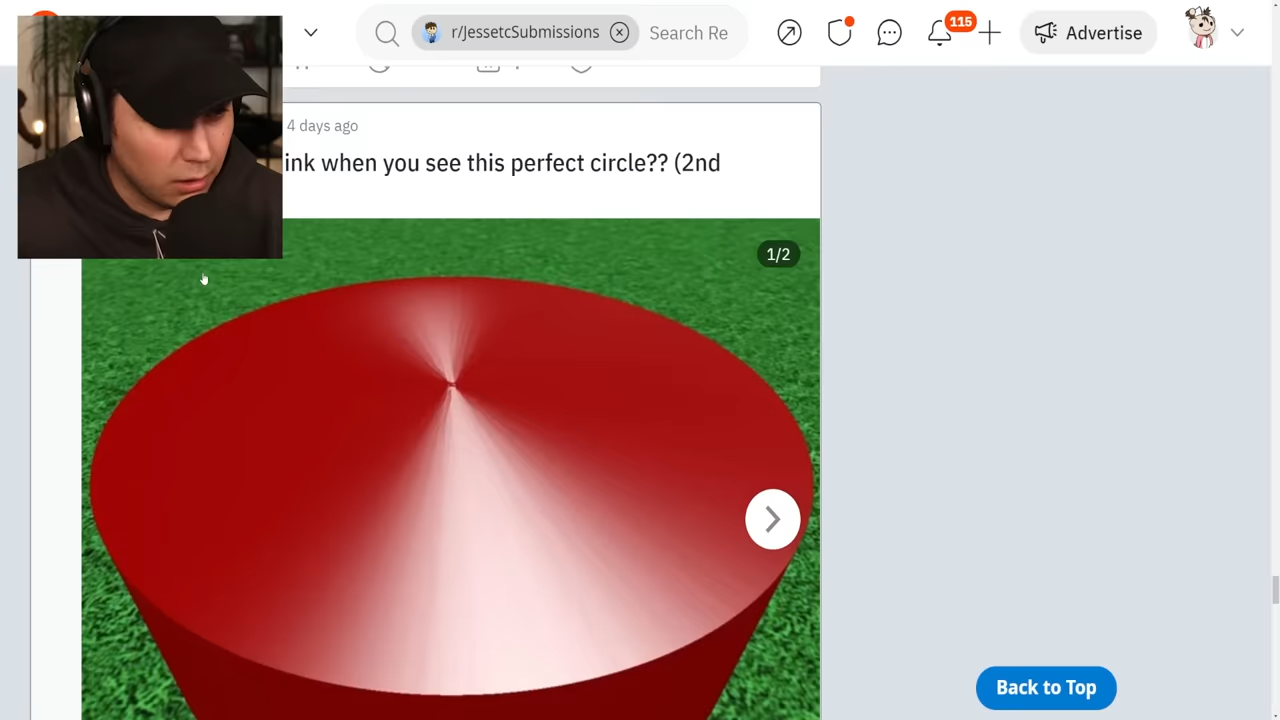 r/JessetcSubmissions
Search Re
115
Advertise
4 days ago
ink when you see this perfect circle?? (2nd
1/2
Back to Top